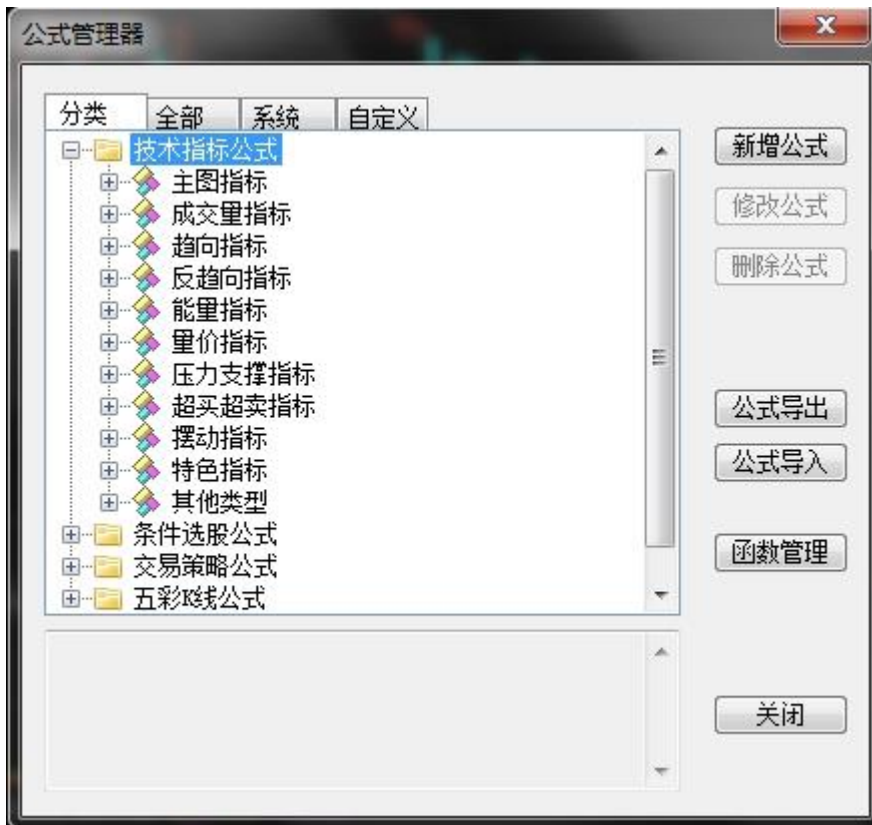 公式管理器
分类 全部 系统 自定义
技术指标公式
主图指标
成交量指标
趋向指标
反趋向指标
能量指标
量价指标
压力支撑指标
超买超卖指标
摆动指标
特色指标
其他类型
条件选股公式
交易策略公式
五彩K线公式
新增公式
修改公式
删除公式
公式导出
公式导入
函数管理
关闭